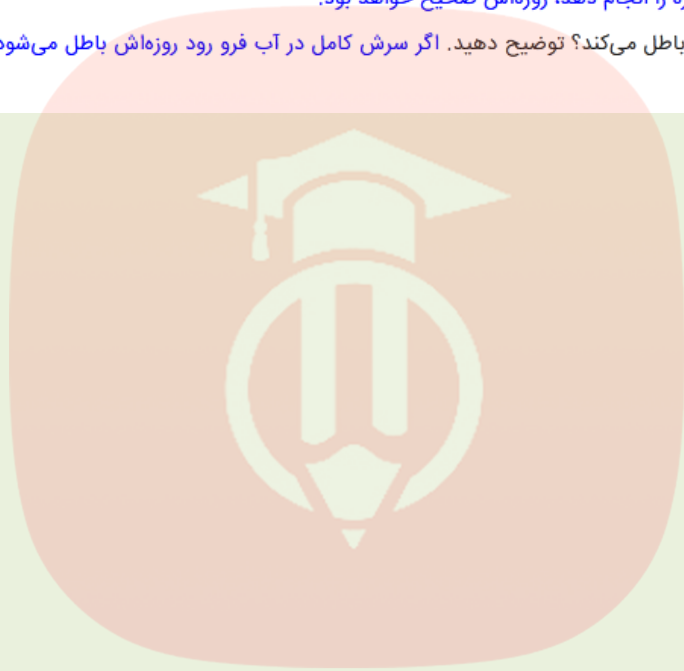 را انجام دهد، روزه‌اش صحیح خواهد بود.
باطل می‌کند؟ توضیح دهید. اگر سرش کامل در آب فرو رود روزه‌اش باطل می‌شود